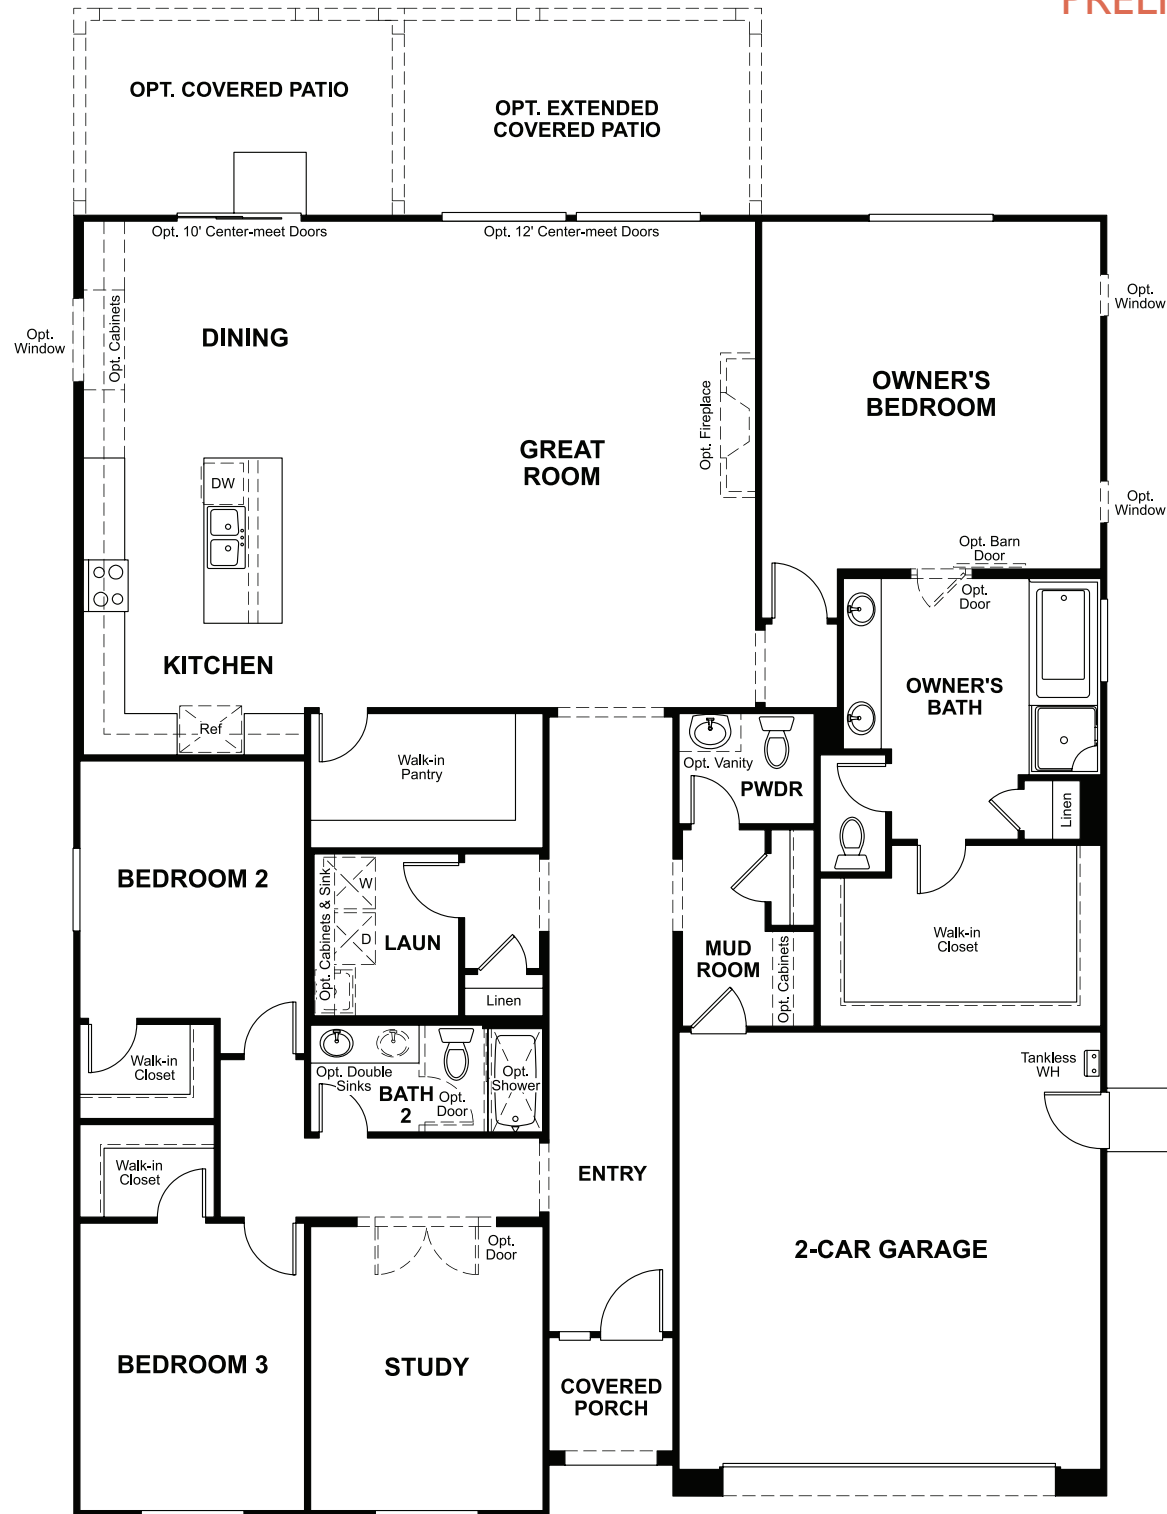 OPT. COVERED PATIO
OPT. EXTENDED
COVERED PATIO
Opt. 10' Center-meet Doors
Opt. 12' Center-meet Doors
Opt.
Window
Opt. Cabinets
DINING
GREAT
ROOM
Opt. Fireplace
OWNER'S
BEDROOM
Opt.
Window
Opt.
Window
DW
KITCHEN
Ref
Opt. Barn
Door
Opt.
Door
OWNER'S
BATH
Linen
Walk-in
Pantry
Opt. Vanity
PWDR
BEDROOM 2
Opt. Cabinets & Sink
W
D
LAUN
Linen
MUD
ROOM
Opt. Cabinets
Walk-in
Closet
Walk-in
Closet
Opt. Double
Sinks
BATH
2
Opt.
Door
Opt.
Shower
Tankless
WH
Walk-in
Closet
ENTRY
Opt.
Door
2-CAR GARAGE
BEDROOM 3
STUDY
COVERED
PORCH